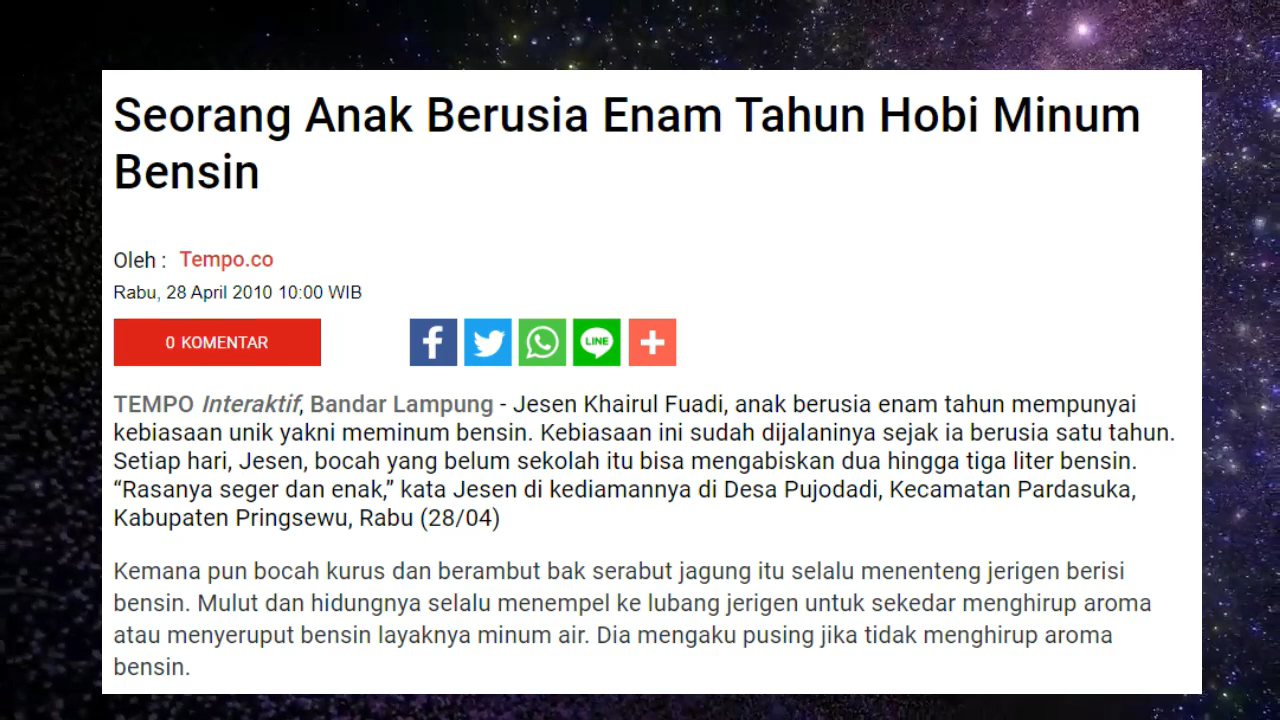 Seorang Anak Berusia Enam Tahun Hobi Minum
Bensin
Oleh : Tempo.co
Rabu, 28 April 2010 10:00 WIB
0 KOMENTAR
LINE
TEMPO Interaktif, Bandar Lampung - Jesen Khairul Fuadi, anak berusia enam tahun mempunyai
kebiasaan unik yakni meminum bensin. Kebiasaan ini sudah dijalaninya sejak ia berusia satu tahun.
Setiap hari, Jesen, bocah yang belum sekolah itu bisa mengabiskan dua hingga tiga liter bensin.
“Rasanya seger dan enak,” kata Jesen di kediamannya di Desa Pujodadi, Kecamatan Pardasuka,
Kabupaten Pringsewu, Rabu (28/04)
Kemana pun bocah kurus dan berambut bak serabut jagung itu selalu menenteng jerigen berisi
bensin. Mulut dan hidungnya selalu menempel ke lubang jerigen untuk sekedar menghirup aroma
atau menyeruput bensin layaknya minum air. Dia mengaku pusing jika tidak menghirup aroma
bensin.